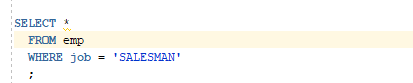 SELECT *
FROM emp
WHERE job = 'SALESMAN'
;